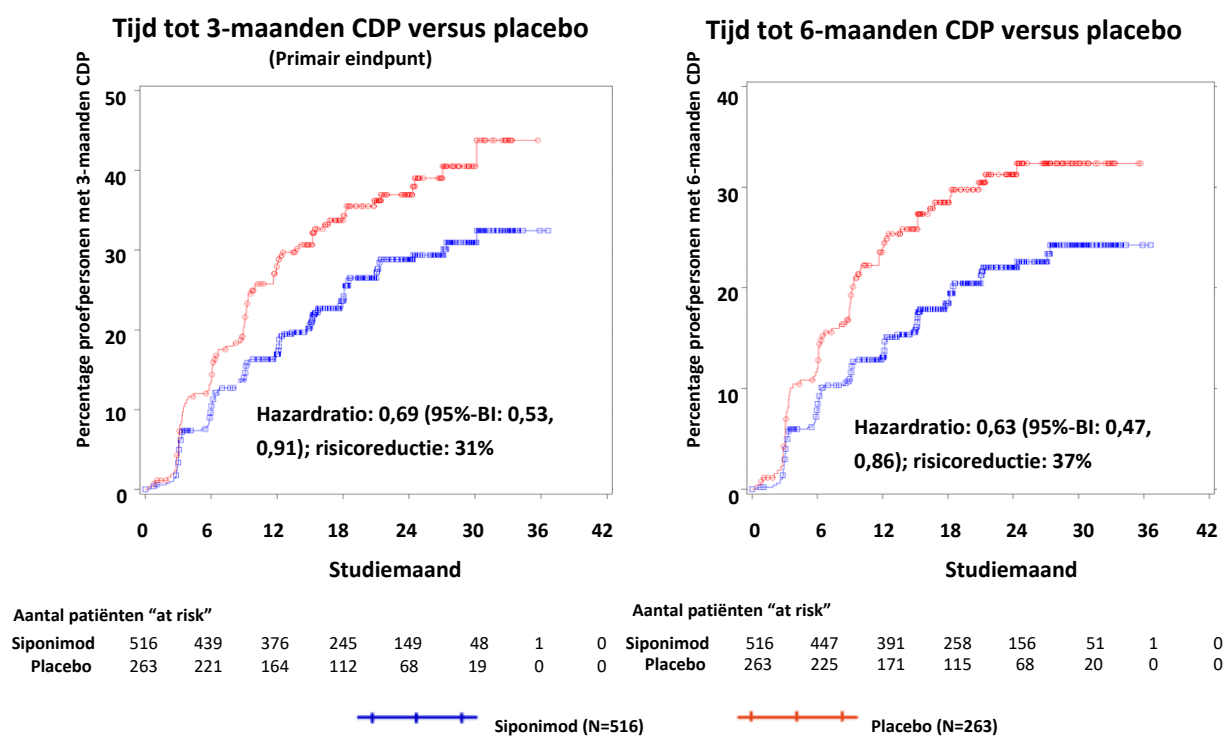 Tijd tot 3-maanden CDP versus placebo
(Primair eindpunt)
Percentage proefpersonen met 3-maanden CDP
50
40
30
20
10
0
Hazardratio: 0,69 (95%-BI: 0,53,
0,91); risicoreductie: 31%
0 6 12 18 24 30 36 42
Studiemaand
Aantal patiënten “at risk”
Siponimod 516 439 376 245 149 48 1 0
Placebo 263 221 164 112 68 19 0 0
Tijd tot 6-maanden CDP versus placebo
Percentage proefpersonen met 6-maanden CDP
40
30
20
10
0
Hazardratio: 0,63 (95%-BI: 0,47,
0,86); risicoreductie: 37%
0 6 12 18 24 30 36 42
Studiemaand
Aantal patiënten “at risk”
Siponimod 516 447 391 258 156 51 1 0
Placebo 263 225 171 115 68 20 0 0
Siponimod (N=516)
Placebo (N=263)